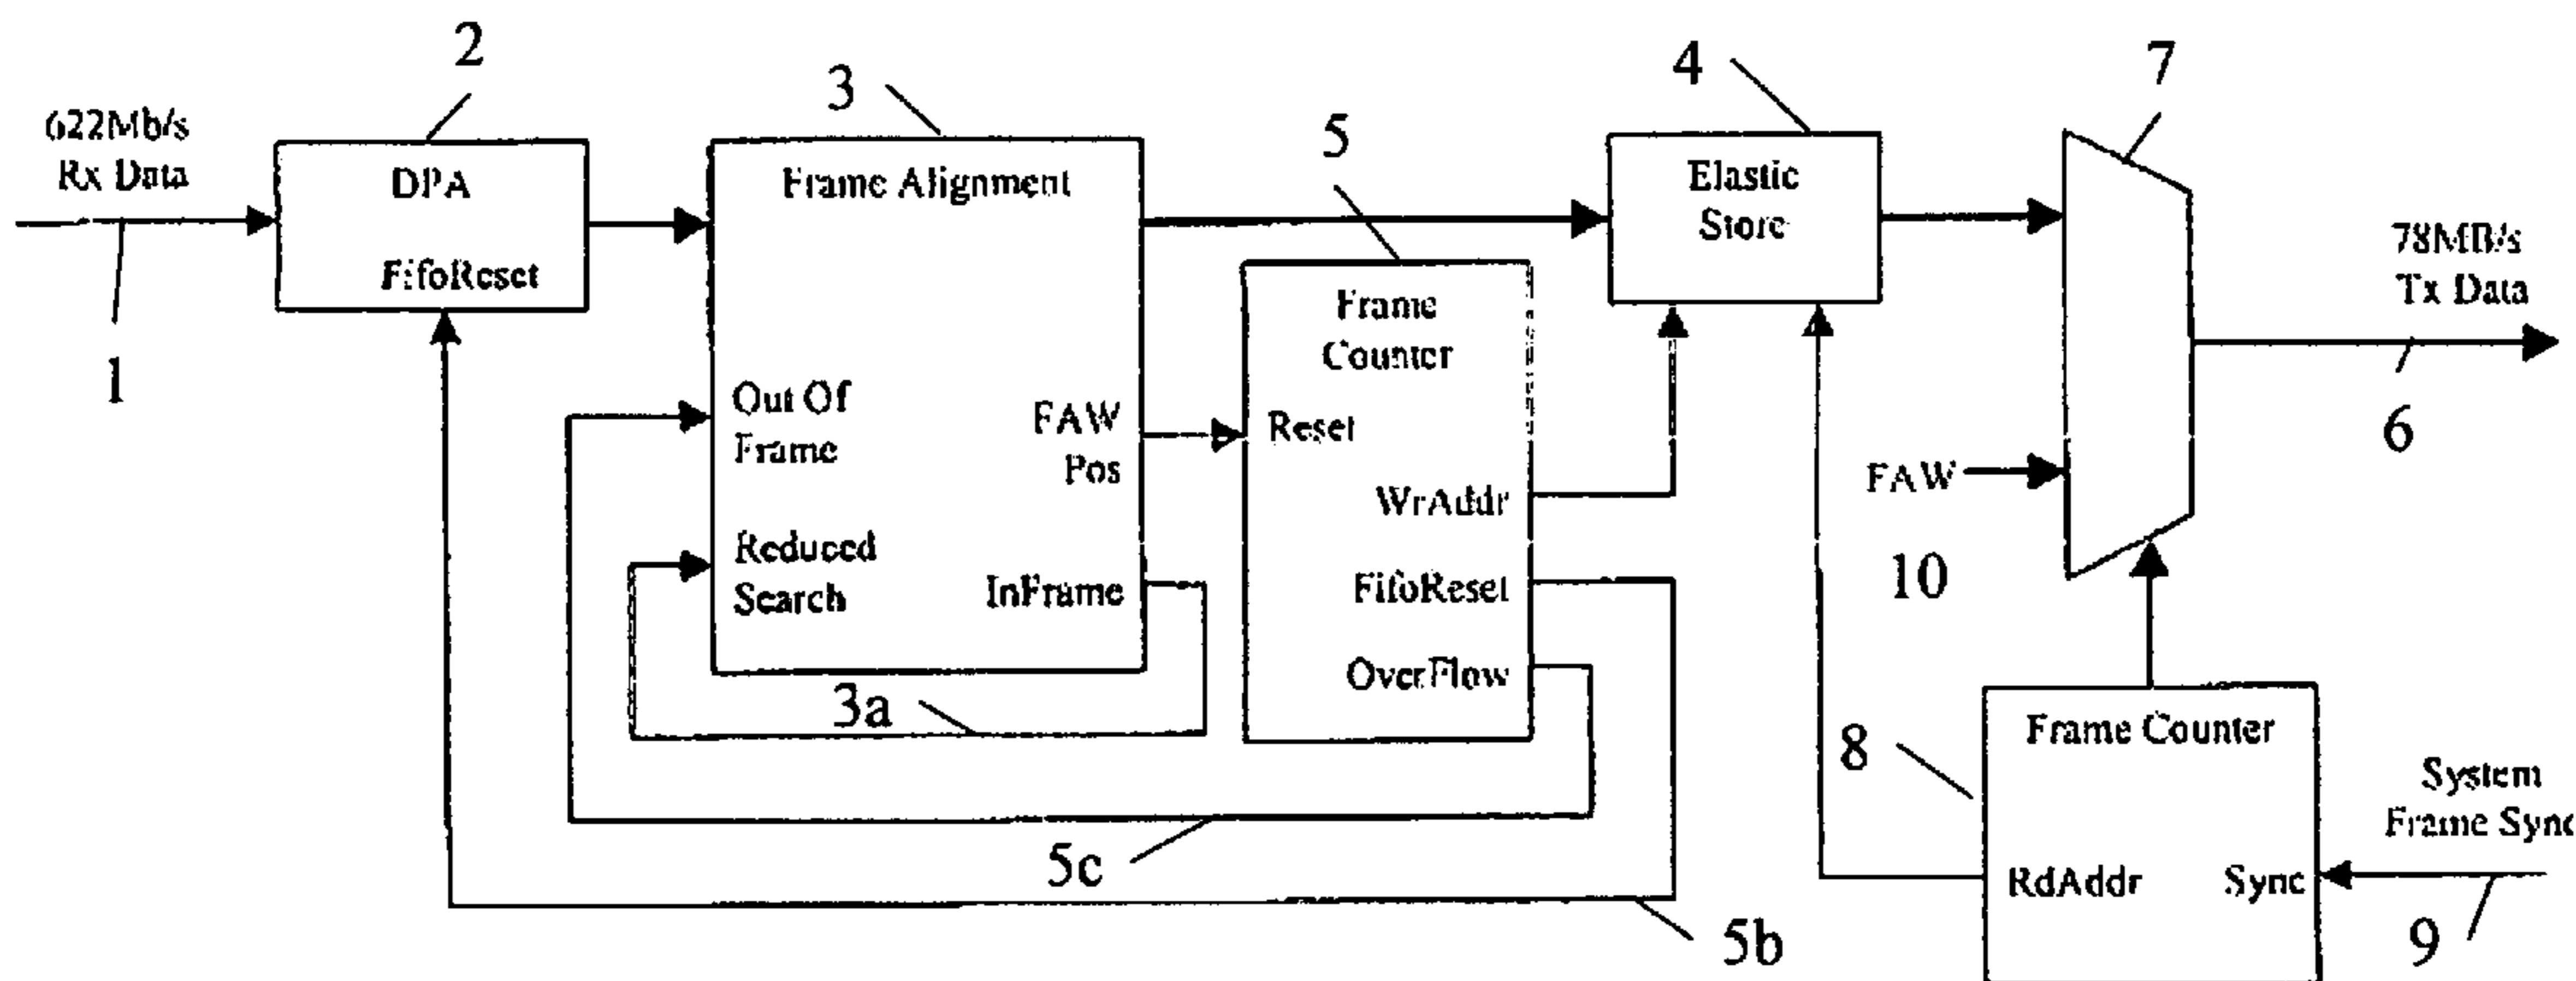 2
622Mb/s
Rx Data
1
DPA
FifoReset
3
Frame Alignment
Out Of
Frame
FAW
Pos
Reduced
Search
InFrame
3a
5
Frame
Counter
Reset
WrAddr
FifoReset
OverFlow
5c
5b
4
Elastic
Store
7
78MB/s
Tx Data
6
FAW
10
8
Frame Counter
RdAddr
Sync
System
Frame Sync
9